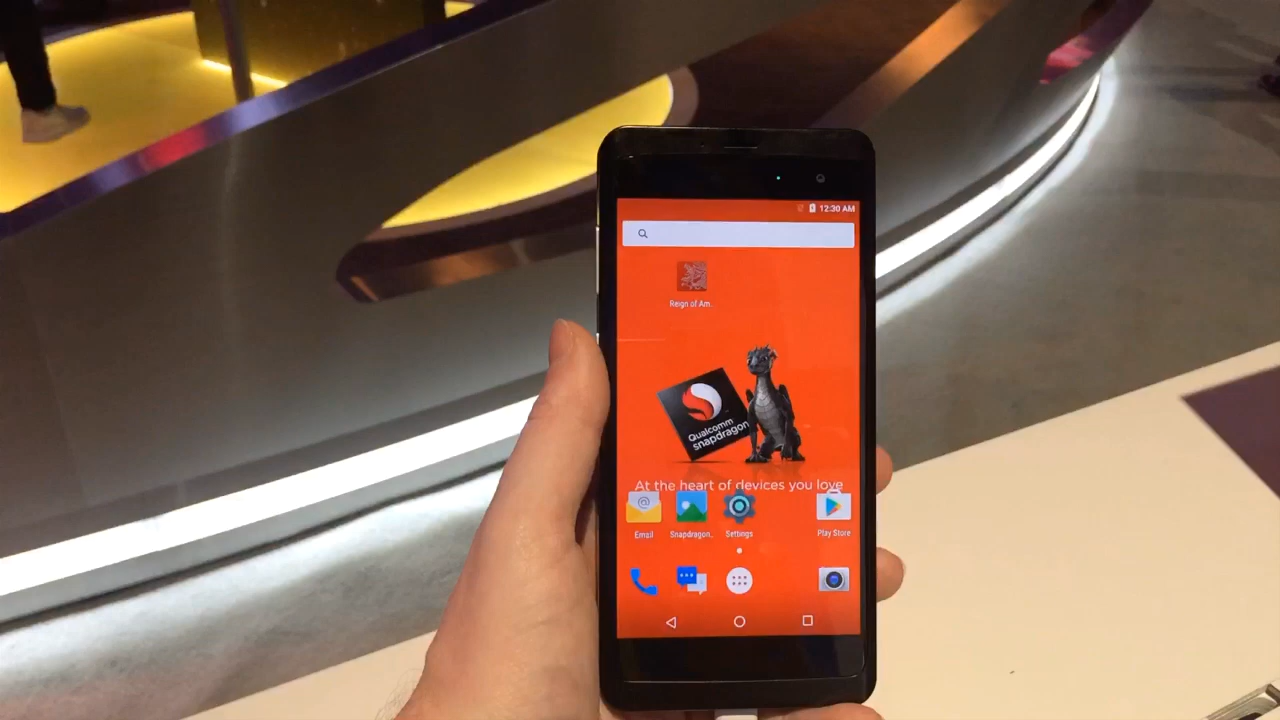 12:30 AM
Reign of Am..
Qualcomm
snapdragon
At the heart of devices you love
@
Email
Snapdragon..
Settings
Play Store